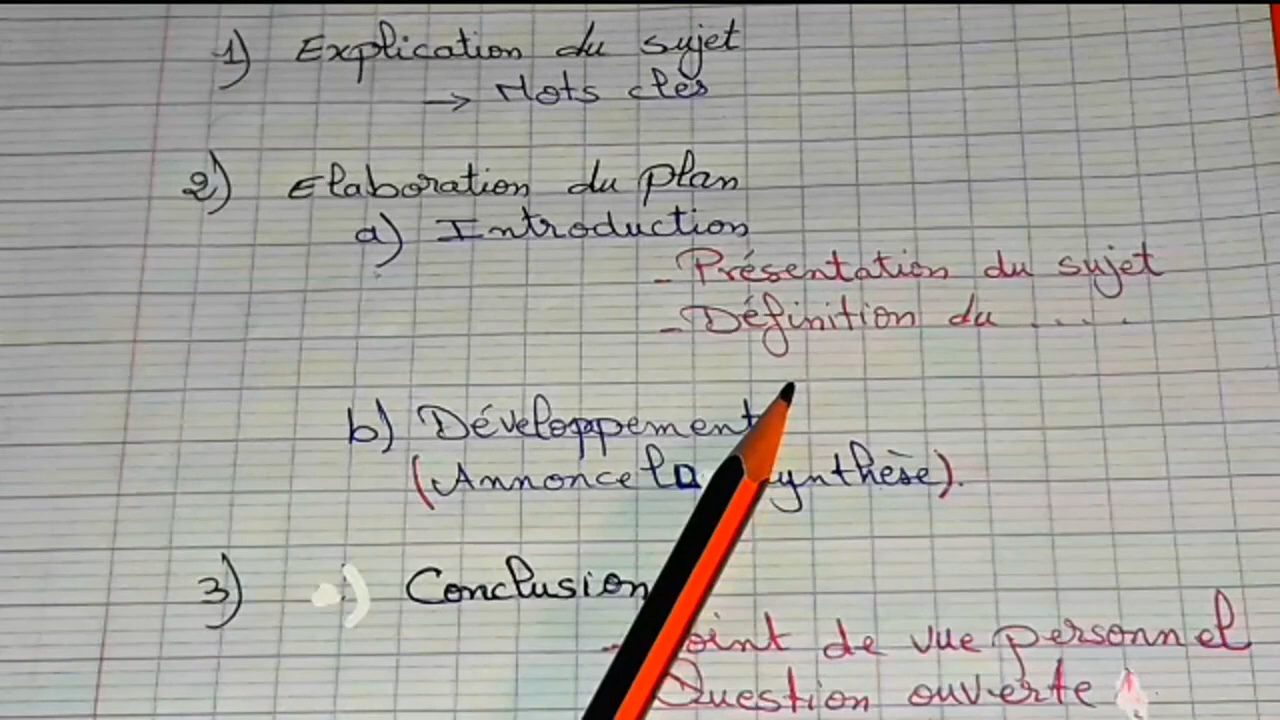 1) Explication du sujet
→ Mots clés
2) Elaboration du plan
a) Introduction
- Présentation du sujet
- Définition du .....
b) Développement
(Annonce la synthèse).
3) Conclusion
- Point de vue personnel
Question ouverte